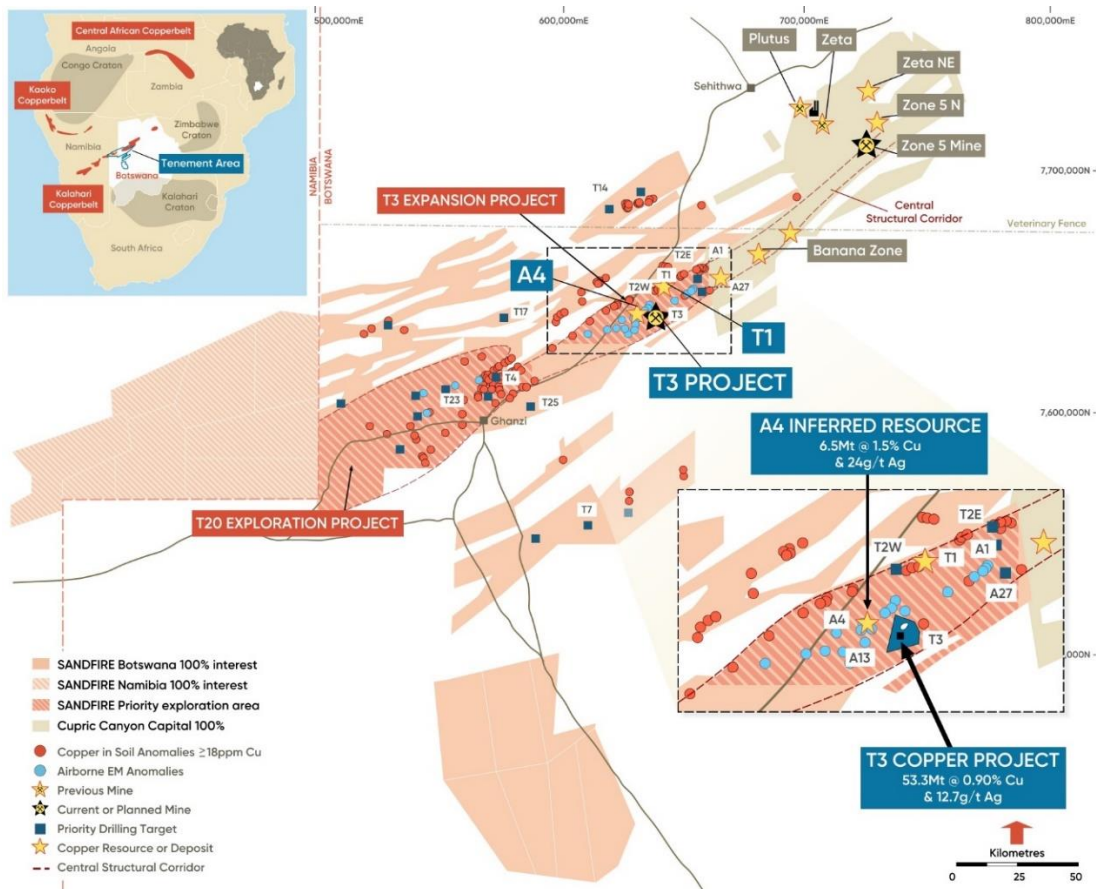 500,000mE
600,000mE
700,000mE
800,000mE
Central African Copperbelt
Angola
Congo Craton
Zambia
Kaoko
Copperbelt
Zimbabwe
Craton
Namibia
Tenement Area
Botswana
Kalahari
Copperbelt
Kalahari
Craton
South Africa
NAMIBIA
BOTSWANA
Plutus
Zeta
Sehithwa
Zeta NE
Zone 5 N
Zone 5 Mine
7,700,000N
T14
T3 EXPANSION PROJECT
Central
Structural Corridor
Veterinary Fence
Banana Zone
A4
T2E
A1
T1
T2W
A27
T3
T17
T1
T3 PROJECT
T4
T23
T25
Ghanzi
7,600,000N
A4 INFERRED RESOURCE
6.5Mt @ 1.5% Cu
& 24g/t Ag
T20 EXPLORATION PROJECT
T7
T2E
T2W
T1
A1
A27
A4
T3
A13
000N
T3 COPPER PROJECT
53.3Mt @ 0.90% Cu
& 12.7g/t Ag
SANDFIRE Botswana 100% interest
SANDFIRE Namibia 100% interest
SANDFIRE Priority exploration area
Cupric Canyon Capital 100%
Copper in Soil Anomalies ≥18ppm Cu
Airborne EM Anomalies
Previous Mine
Current or Planned Mine
Priority Drilling Target
Copper Resource or Deposit
Central Structural Corridor
Kilometres
0 25 50